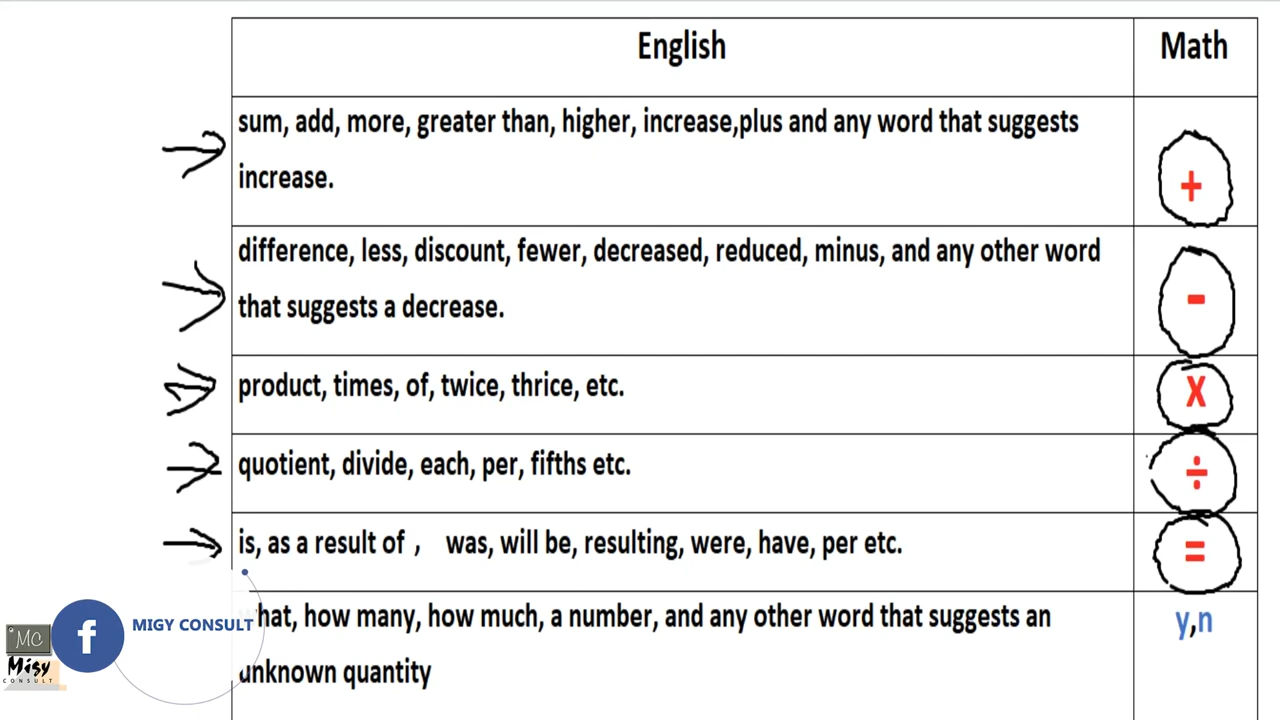 English Math
sum, add, more, greater than, higher, increase,plus and any word that suggests
increase.
+
difference, less, discount, fewer, decreased, reduced, minus, and any other word
that suggests a decrease.
-
product, times, of, twice, thrice, etc. X
quotient, divide, each, per, fifths etc. ÷
is, as a result of , was, will be, resulting, were, have, per etc. =
hat, how many, how much, a number, and any other word that suggests an y,n
unknown quantity
f MIGY CONSULT
MC
Migy
CONSULT